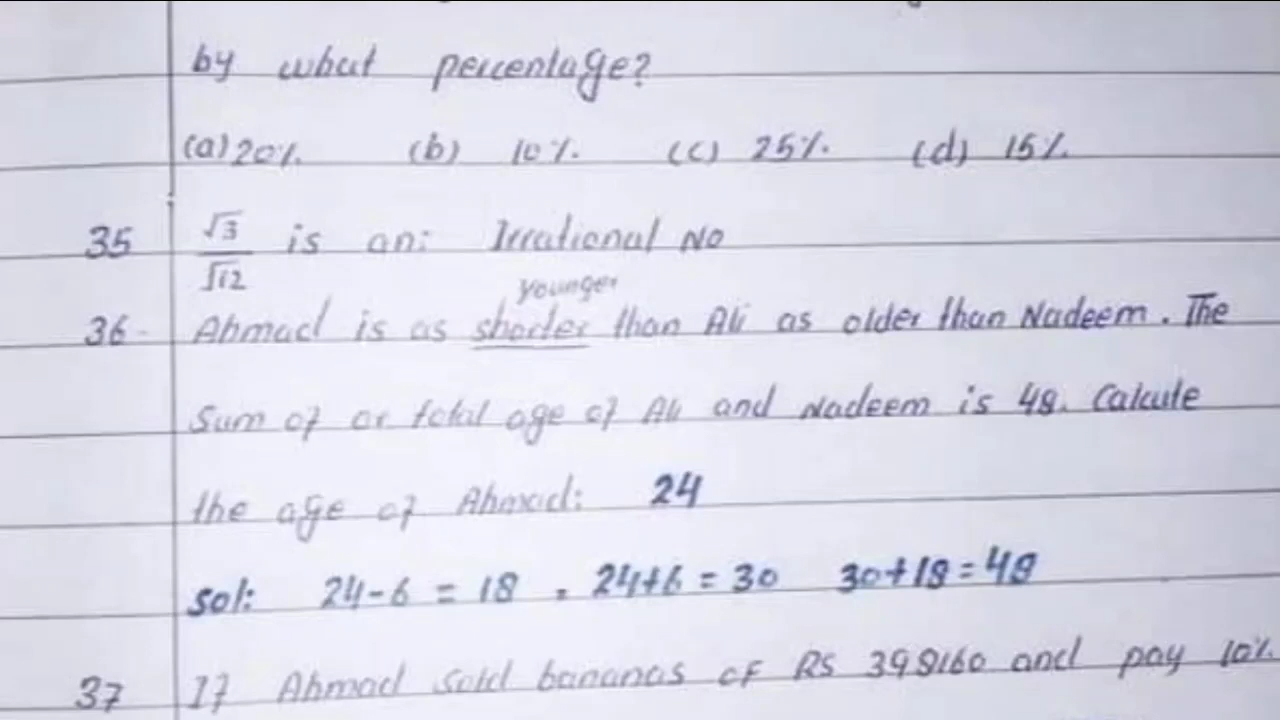 by what percentage?
(a) 20%. (b) 10%. (c) 25%. (d) 15%.
35 √3/√12 is an: Irrational No
younger
36- Ahmad is as shorter than Ali as older than Nadeem. The
Sum of or total age of Ali and Nadeem is 48. Calcute
the age of Ahmad: 24
sol: 24-6 = 18 . 24+6 = 30 30+18=48
37 If Ahmad sold bananas of RS 398160 and pay 10%.